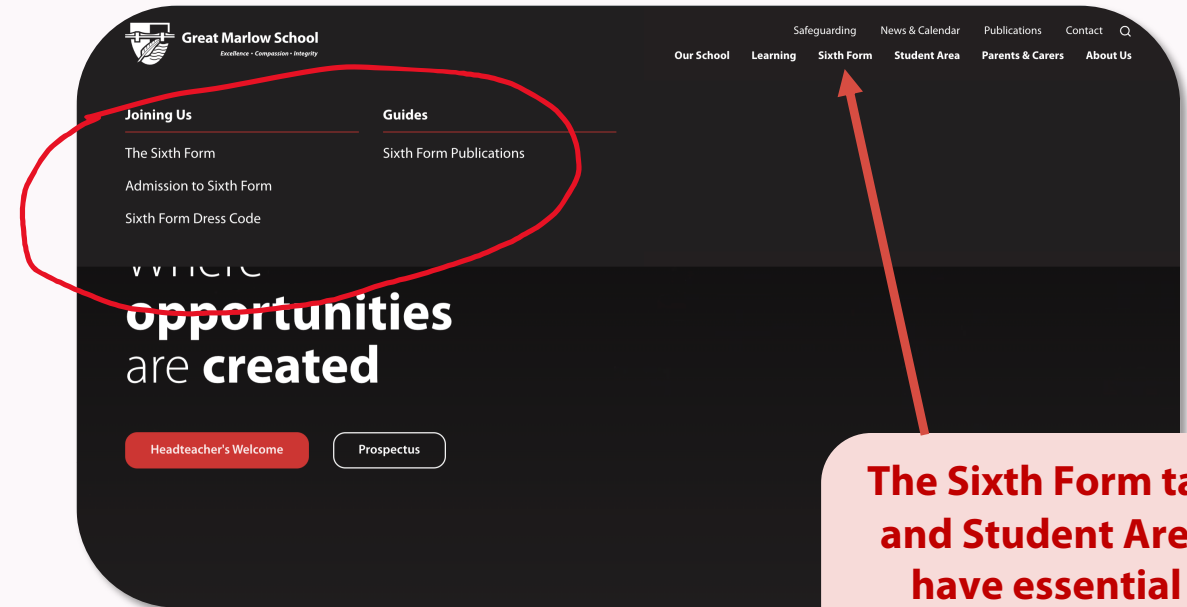 Great Marlow School
Excellence • Compassion • Integrity
Safeguarding News & Calendar Publications Contact
Our School Learning Sixth Form Student Area Parents & Carers About Us
Joining Us
The Sixth Form
Admission to Sixth Form
Sixth Form Dress Code
Guides
Sixth Form Publications
Where
opportunities
are created
Headteacher's Welcome
Prospectus
The Sixth Form
and Student
have essential